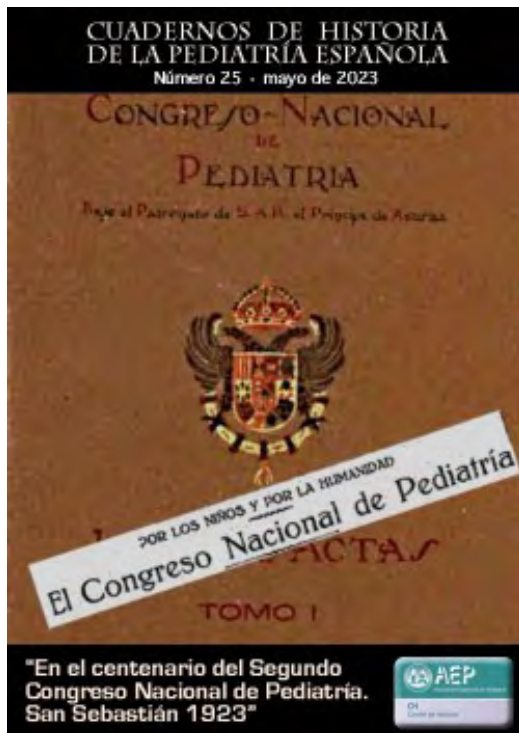 CUADERNOS DE HISTORIA
DE LA PEDIATRÍA ESPAÑOLA
Número 25 - mayo de 2023
CONGRESO-NACIONAL
DE
PEDIATRIA
Bajo el Patronato de S. A. R. el Príncipe de Asturias
POR LOS NIÑOS Y POR LA HUMANIDAD
El Congreso Nacional de Pediatría
ACTAS
TOMO I
"En el centenario del Segundo
Congreso Nacional de Pediatría.
San Sebastián 1923"
AEP